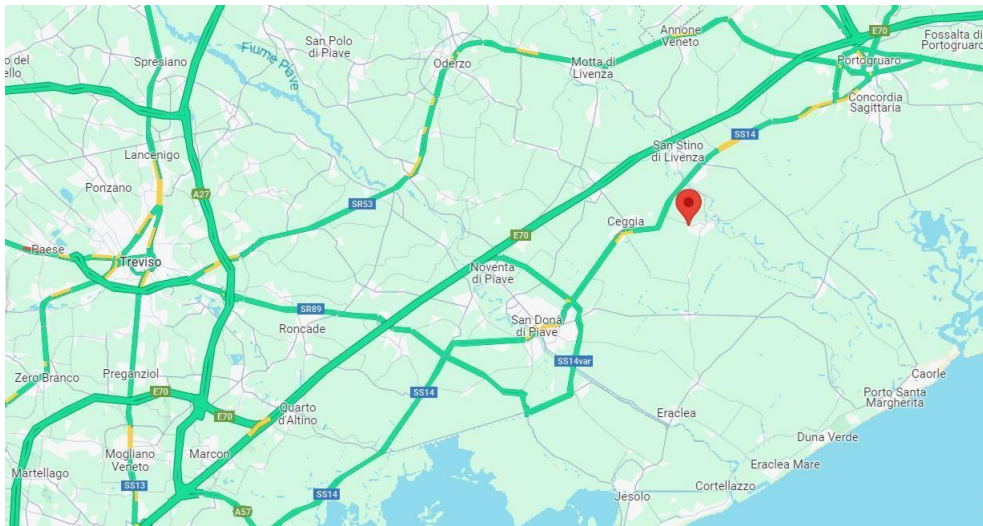 San Polo
di Piave
Fiume Piave
Annone
Veneto
E70
Fossalta di
Portogruaro
o del
ello
Spresiano
Oderzo
Motta di
Livenza
Portogruaro
Concordia
Sagittaria
SS14
San Stino
di Livenza
Lancenigo
Ponzano
A27
SR53
Ceggia
E70
Paese
Treviso
Noventa
di Piave
SR89
Roncade
San Donà
di Piave
SS14var
Zero Branco
Preganziol
SS14
E70
E70
Quarto
d'Altino
Caorle
Porto Santa
Margherita
Eraclea
Duna Verde
Mogliano
Veneto
Marcon
Martellago
Eraclea Mare
SS13
SS14
Cortellazzo
Jesolo
A57